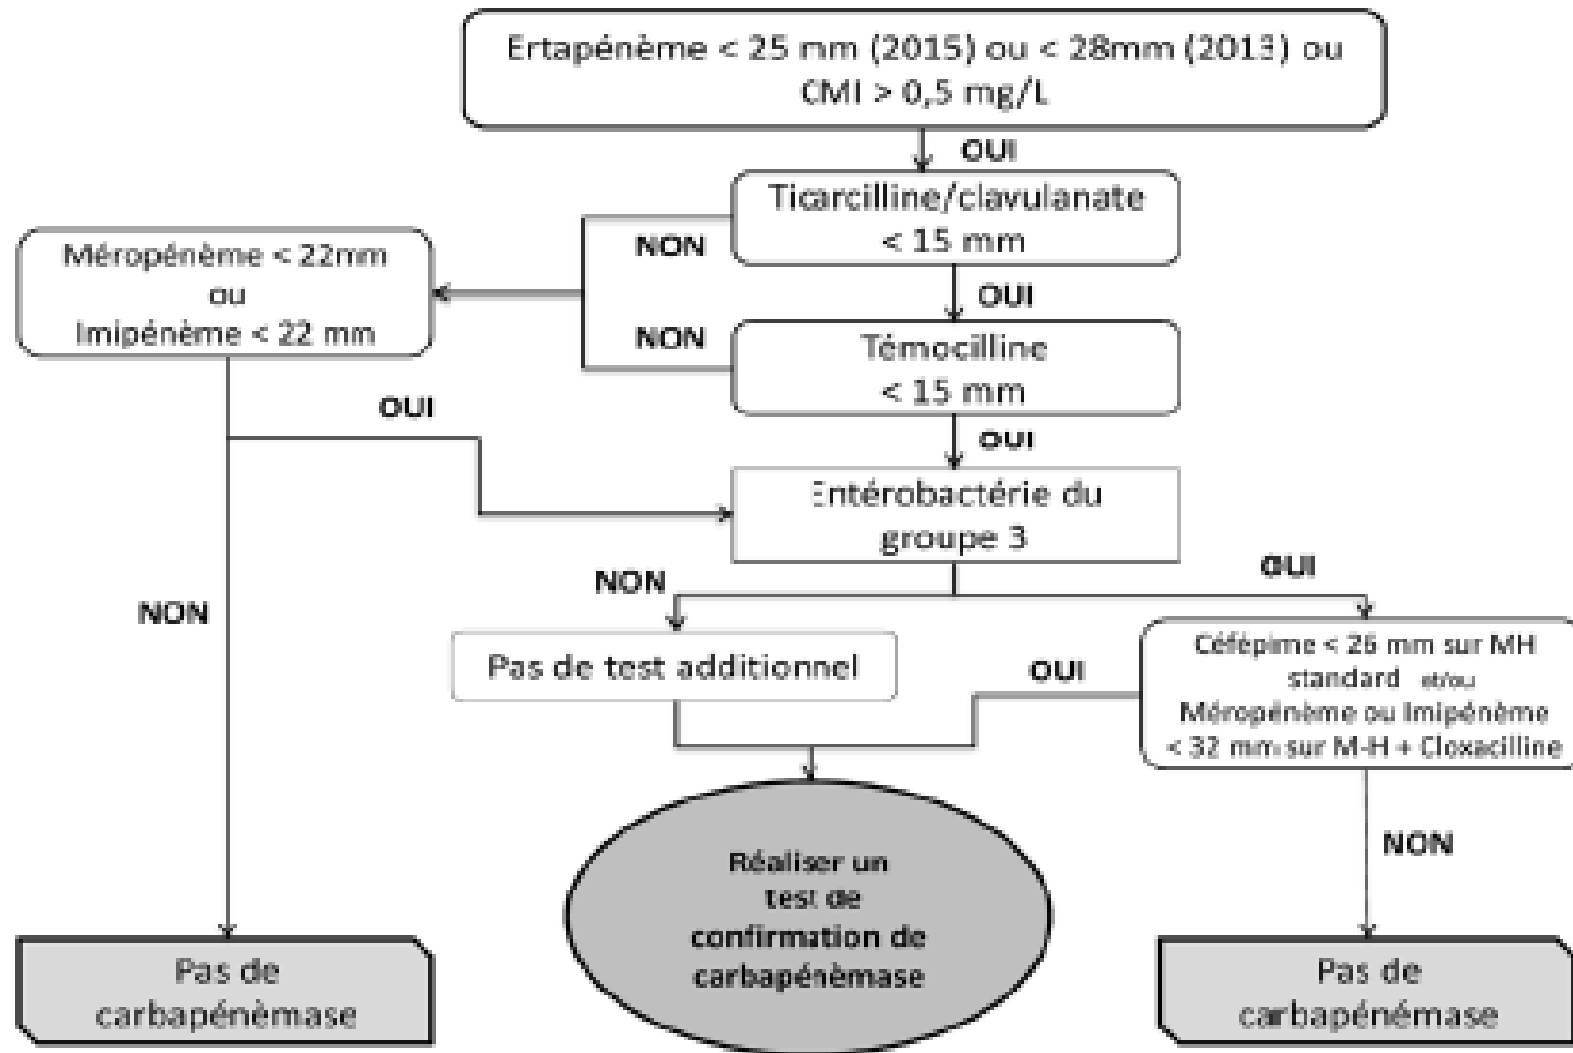 Ertapénème < 25 mm (2015) ou < 28mm (2013) ou
CMI > 0,5 mg/L
OUI
Ticarcilline/clavulanate
< 15 mm
NON
Méropénème < 22mm
ou
Imipénème < 22 mm
OUI
NON
Témocilline
< 15 mm
OUI
OUI
Entérobactérie du
groupe 3
NON
OUI
NON
Pas de test additionnel
OUI
Céfépime < 26 mm sur MH
standard et/ou
Méropénème ou Imipénème
< 32 mm sur M-H + Cloxacilline
NON
Réaliser un
test de
confirmation de
carbapénèmase
Pas de
carbapénèmase
Pas de
carbapénémase